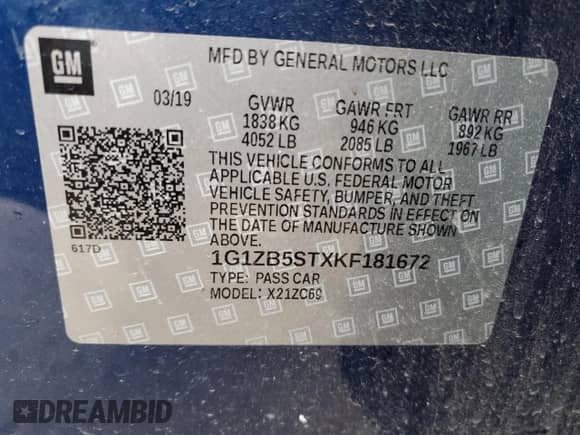 GM
MFD BY GENERAL MOTORS LLC
03/19
GVWR GAWR FRT GAWR RR
1838 KG 946 KG 892 KG
4052 LB 2085 LB 1967 LB
THIS VEHICLE CONFORMS TO ALL
APPLICABLE U.S. FEDERAL MOTOR
VEHICLE SAFETY, BUMPER, AND THEFT
PREVENTION STANDARDS IN EFFECT ON
THE DATE OF MANUFACTURE SHOWN
ABOVE.
617D
1G1ZB5STXKF181672
TYPE: PASS CAR
MODEL: X21ZC69
DREAMBID